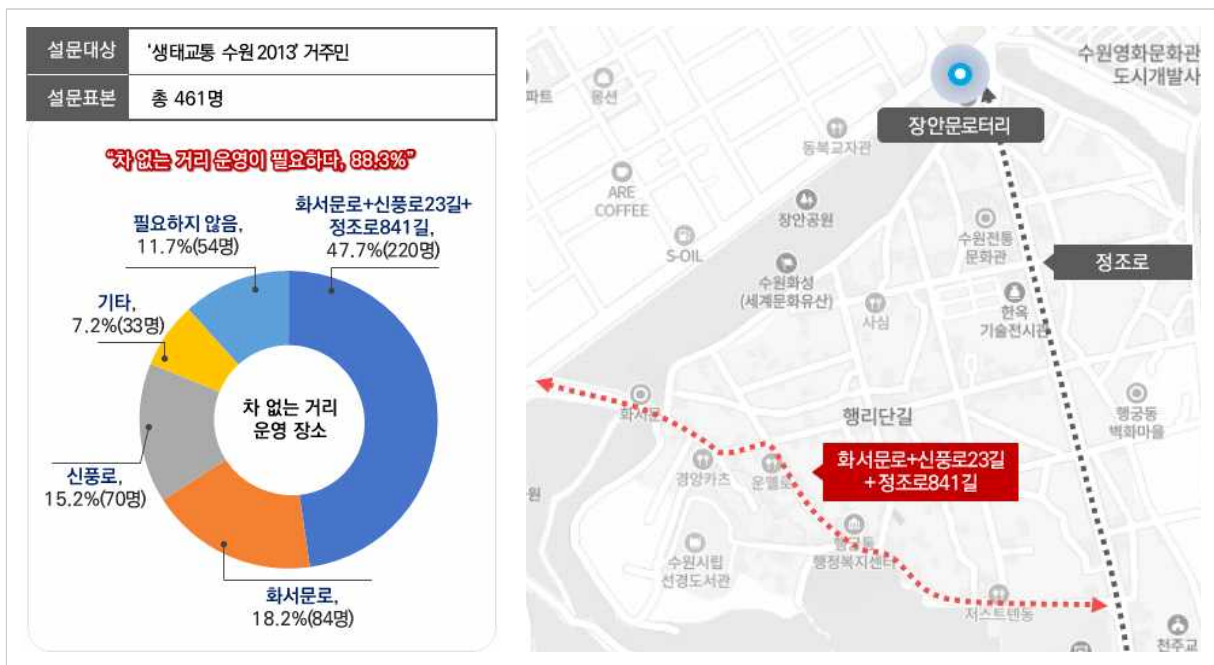 설문대상
'생태교통 수원 2013' 거주민
설문표본
총 461명
"차 없는 거리 운영이 필요하다, 88.3%"
화서문로+신풍로23길+
정조로841길,
47.7%(220명)
필요하지 않음,
11.7%(54명)
기타,
7.2%(33명)
차 없는 거리
운영 장소
신풍로,
15.2%(70명)
화서문로,
18.2%(84명)
수원영화문화관
도시개발사
파트
옹션
장안문로터리
동북교자관
ARE
COFFEE
장안공원
S-OIL
수원전통
문화관
정조로
수원화성
(세계문화유산)
사심
한옥
기술전시관
화서문
행리단길
행궁동
벽화마을
화서문로+신풍로23길
+정조로841길
경앙카츠
운멜로
원
행궁동
행정복지센터
수원시립
선경도서관
저스트텐동
천주교